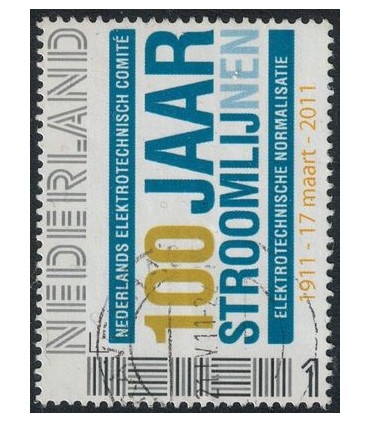 NEDERLAND
NEDERLANDS ELEKTROTECHNISCH COMITÉ
100 JAAR
STROOMLIJNEN
ELEKTROTECHNISCHE NORMALISATIE
1911 - 17 maart - 2011
1